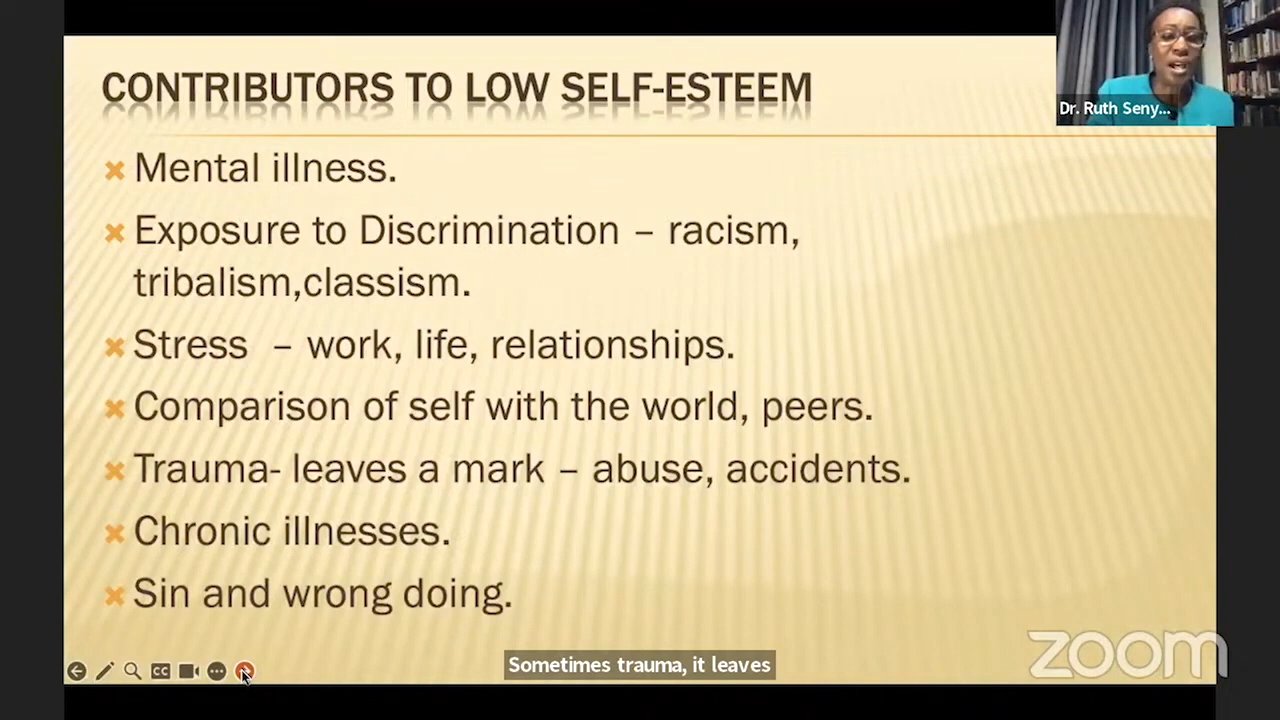 CONTRIBUTORS TO LOW SELF-ESTEEM
Dr. Ruth Seny...
Mental illness.
Exposure to Discrimination – racism,
tribalism,classism.
Stress – work, life, relationships.
Comparison of self with the world, peers.
Trauma- leaves a mark – abuse, accidents.
Chronic illnesses.
Sin and wrong doing.
CC
Sometimes trauma, it leaves
zoom